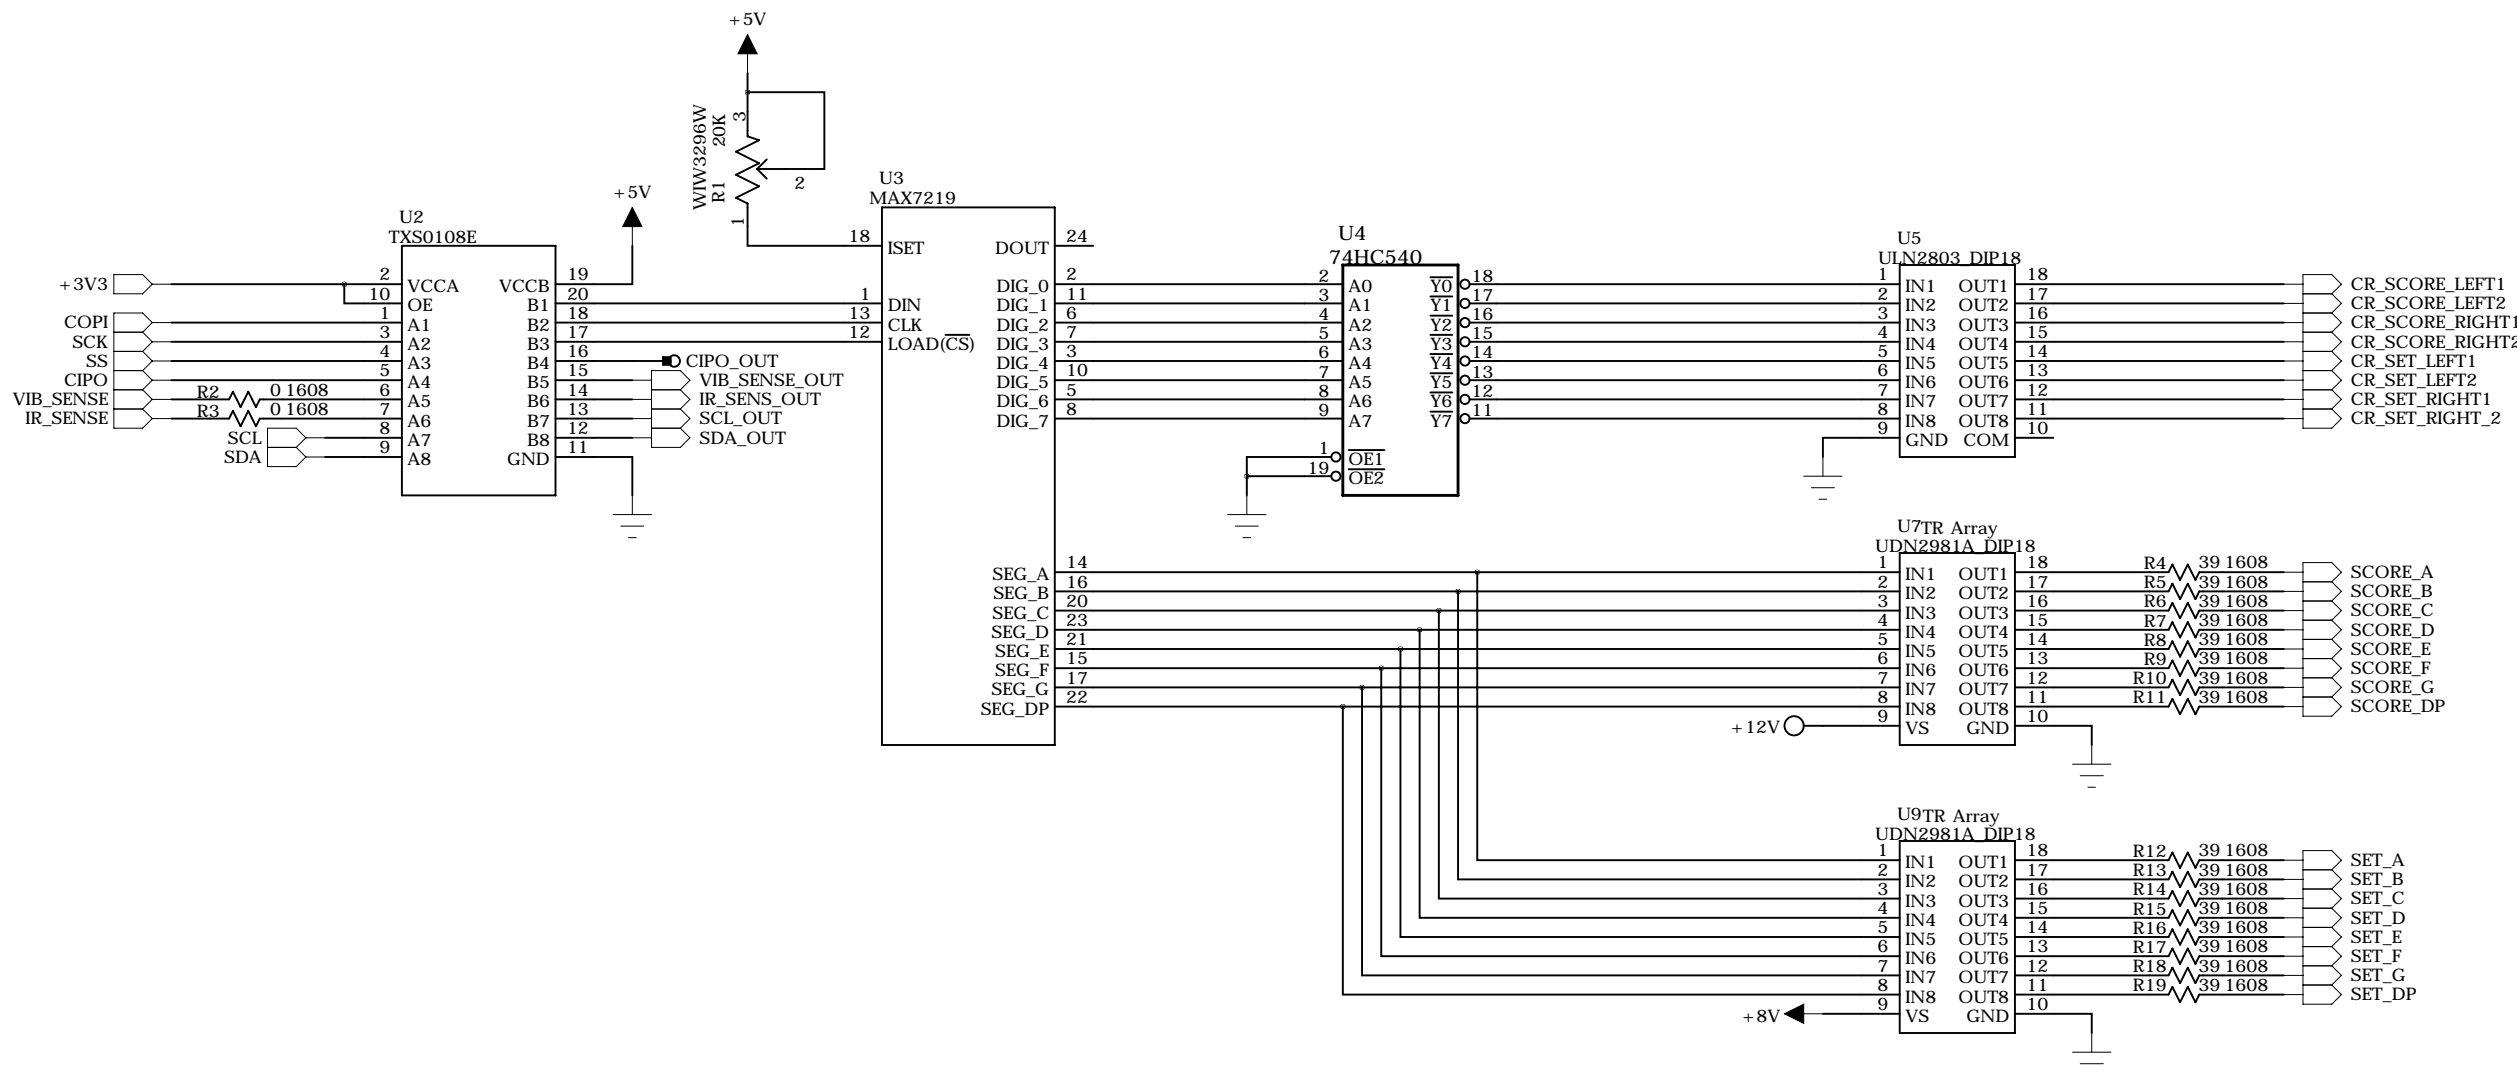 +5V
WIW3296W
20K
R1
3
2
1
+5V
U2
TXS0108E
+3V3
COPI
SCK
SS
CIPO
VIB_SENSE
IR_SENSE
SCL
SDA
R2 0 1608
R3 0 1608
2 VCCA
10 OE
1 A1
3 A2
4 A3
5 A4
6 A5
7 A6
8 A7
9 A8
VCCB 19
B1 20
B2 18
B3 17
B4 16
B5 15
B6 14
B7 13
B8 12
GND 11
CIPO_OUT
VIB_SENSE_OUT
IR_SENS_OUT
SCL_OUT
SDA_OUT
U3
MAX7219
18 ISET
1 DIN
13 CLK
12 LOAD(CS)
DOUT 24
DIG_0 2
DIG_1 11
DIG_2 6
DIG_3 7
DIG_4 3
DIG_5 10
DIG_6 5
DIG_7 8
SEG_A 14
SEG_B 16
SEG_C 20
SEG_D 23
SEG_E 21
SEG_F 15
SEG_G 17
SEG_DP 22
U4
74HC540
2 A0 Y0 18
3 A1 Y1 17
4 A2 Y2 16
5 A3 Y3 15
6 A4 Y4 14
7 A5 Y5 13
8 A6 Y6 12
9 A7 Y7 11
1 OE1
19 OE2
U5
ULN2803_DIP18
1 IN1 OUT1 18 CR_SCORE_LEFT1
2 IN2 OUT2 17 CR_SCORE_LEFT2
3 IN3 OUT3 16 CR_SCORE_RIGHT1
4 IN4 OUT4 15 CR_SCORE_RIGHT2
5 IN5 OUT5 14 CR_SET_LEFT1
6 IN6 OUT6 13 CR_SET_LEFT2
7 IN7 OUT7 12 CR_SET_RIGHT1
8 IN8 OUT8 11 CR_SET_RIGHT_2
9 GND COM 10
U7TR Array
UDN2981A_DIP18
1 IN1 OUT1 18 R4 39 1608 SCORE_A
2 IN2 OUT2 17 R5 39 1608 SCORE_B
3 IN3 OUT3 16 R6 39 1608 SCORE_C
4 IN4 OUT4 15 R7 39 1608 SCORE_D
5 IN5 OUT5 14 R8 39 1608 SCORE_E
6 IN6 OUT6 13 R9 39 1608 SCORE_F
7 IN7 OUT7 12 R10 39 1608 SCORE_G
8 IN8 OUT8 11 R11 39 1608 SCORE_DP
+12V 9 VS GND 10
U9TR Array
UDN2981A_DIP18
1 IN1 OUT1 18 R12 39 1608 SET_A
2 IN2 OUT2 17 R13 39 1608 SET_B
3 IN3 OUT3 16 R14 39 1608 SET_C
4 IN4 OUT4 15 R15 39 1608 SET_D
5 IN5 OUT5 14 R16 39 1608 SET_E
6 IN6 OUT6 13 R17 39 1608 SET_F
7 IN7 OUT7 12 R18 39 1608 SET_G
8 IN8 OUT8 11 R19 39 1608 SET_DP
+8V 9 VS GND 10